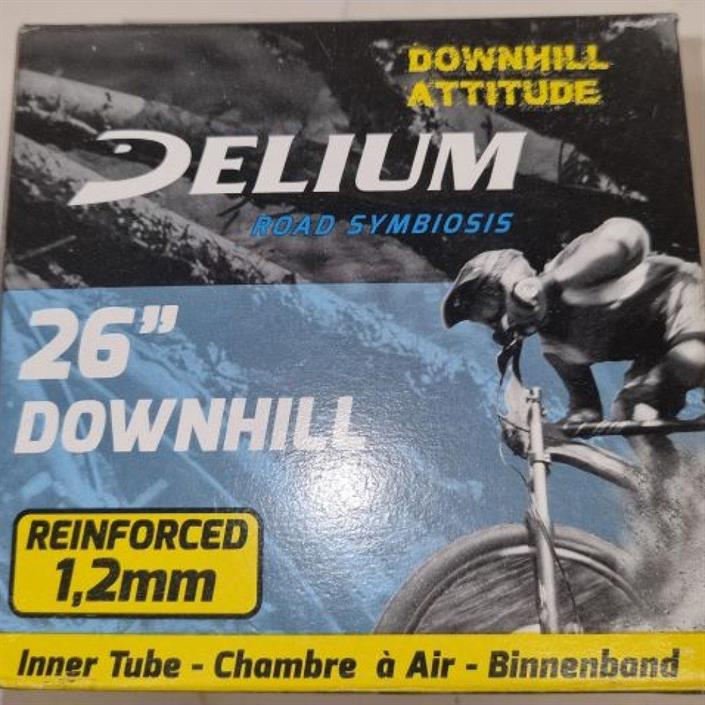 DOWNHILL
ATTITUDE
DELIUM
ROAD SYMBIOSIS
26”
DOWNHILL
REINFORCED
1,2mm
Inner Tube - Chambre à Air - Binnenband